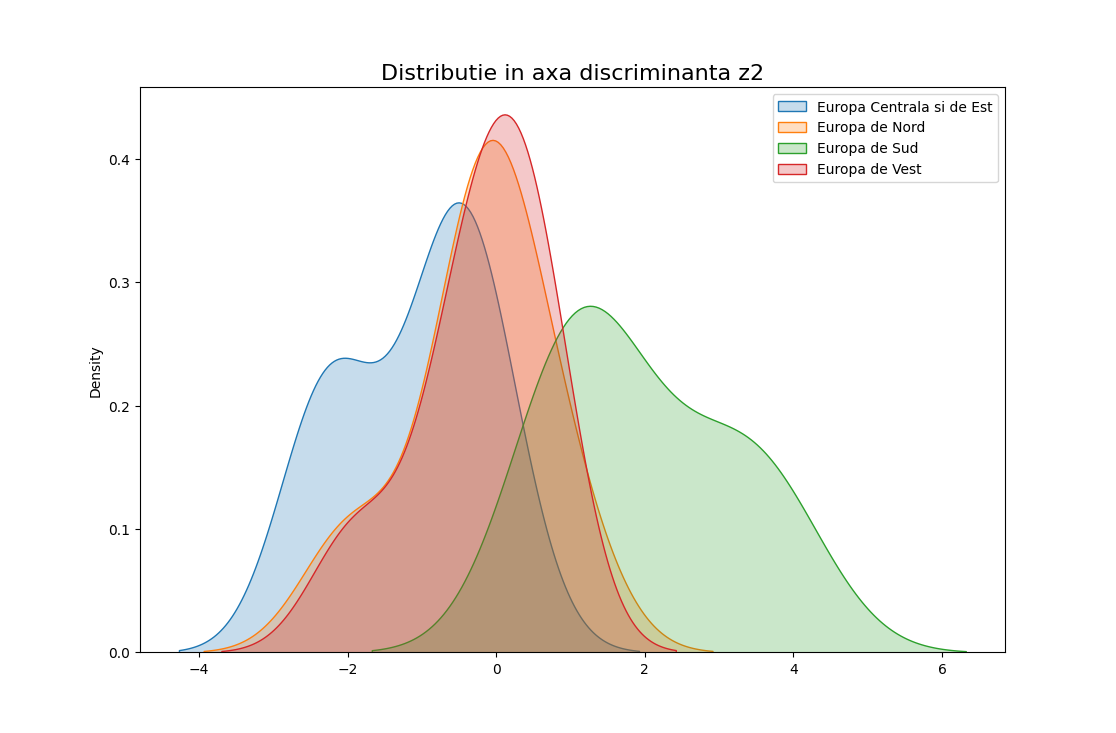 Distributie in axa discriminanta z2
Europa Centrala si de Est
Europa de Nord
Europa de Sud
Europa de Vest
Density
0.4
0.3
0.2
0.1
0.0
−4 −2 0 2 4 6